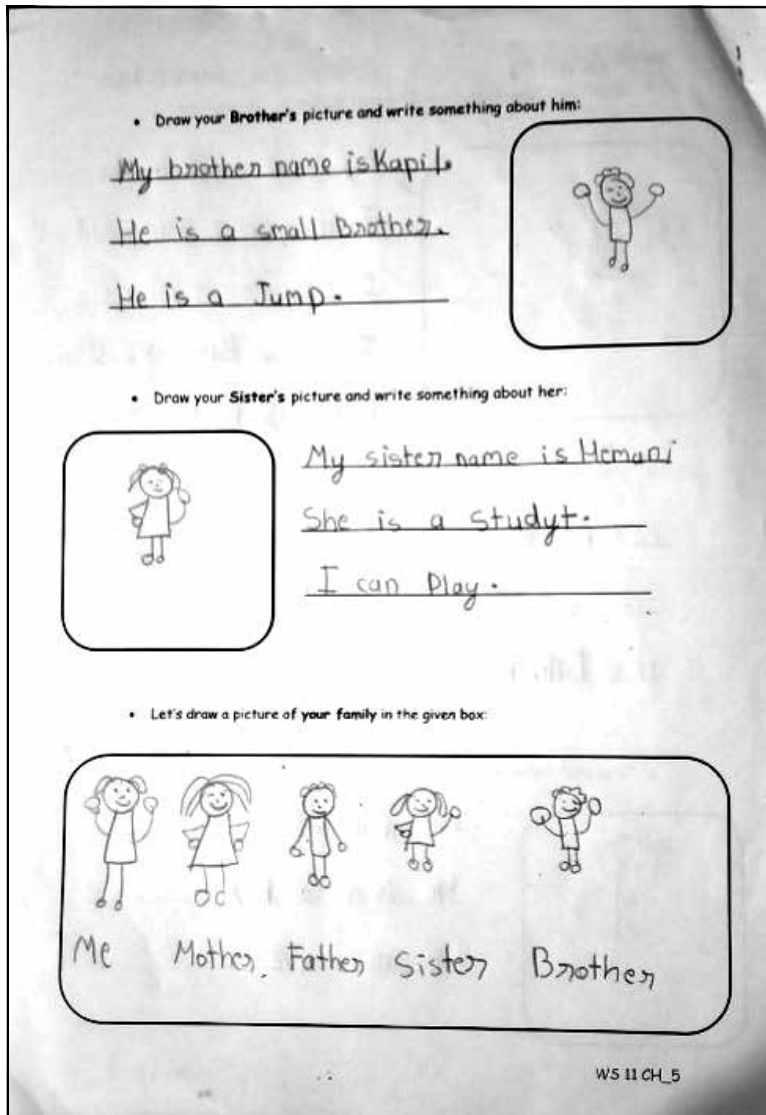 • Draw your Brother's picture and write something about him:
My brother name is Kapil.
He is a small Brother.
He is a Jump.
• Draw your Sister's picture and write something about her:
My sister name is Hemani
She is a studyt.
I can play.
• Let's draw a picture of your family in the given box:
Me Mother. Father Sister Brother
WS 11 CH_5